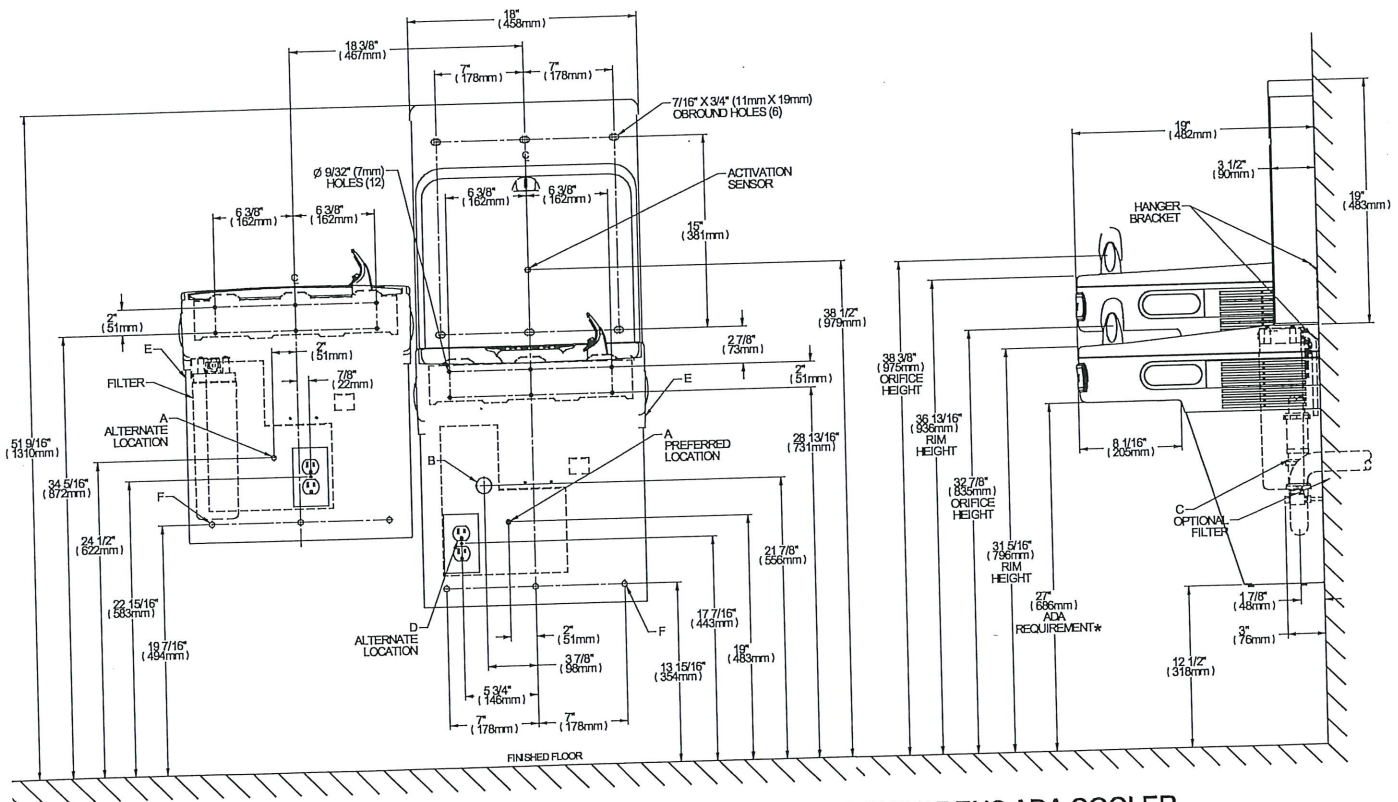 18"
(458mm)
18 3/8"
(467mm)
7"
(178mm)
7"
(178mm)
7/16" X 3/4" (11mm X 19mm)
OBROUND HOLES (6)
Ø 9/32" (7mm)
HOLES (12)
ACTIVATION
SENSOR
6 3/8"
(162mm)
6 3/8"
(162mm)
6 3/8"
(162mm)
6 3/8"
(162mm)
15"
(381mm)
2"
(51mm)
E
FILTER
A
ALTERNATE
LOCATION
2"
(51mm)
7/8"
(22mm)
F
51 9/16"
(1310mm)
34 5/16"
(872mm)
24 1/2"
(622mm)
22 15/16"
(583mm)
19 7/16"
(494mm)
38 1/2"
(979mm)
2 7/8"
(73mm)
2"
(51mm)
E
A
PREFERRED
LOCATION
B
28 13/16"
(731mm)
21 7/8"
(556mm)
17 7/16"
(443mm)
19"
(483mm)
13 15/16"
(354mm)
D
ALTERNATE
LOCATION
F
2"
(51mm)
3 7/8"
(98mm)
5 3/4"
(146mm)
7"
(178mm)
7"
(178mm)
FINISHED FLOOR
19"
(482mm)
3 1/2"
(90mm)
19"
(483mm)
HANGER
BRACKET
38 3/8"
(975mm)
ORIFICE
HEIGHT
36 13/16"
(936mm)
RIM
HEIGHT
32 7/8"
(835mm)
ORIFICE
HEIGHT
31 5/16"
(796mm)
RIM
HEIGHT
27"
(686mm)
ADA
REQUIREMENT*
8 1/16"
(205mm)
C
OPTIONAL
FILTER
1 7/8"
(48mm)
3"
(76mm)
12 1/2"
(318mm)
ADA COOLER